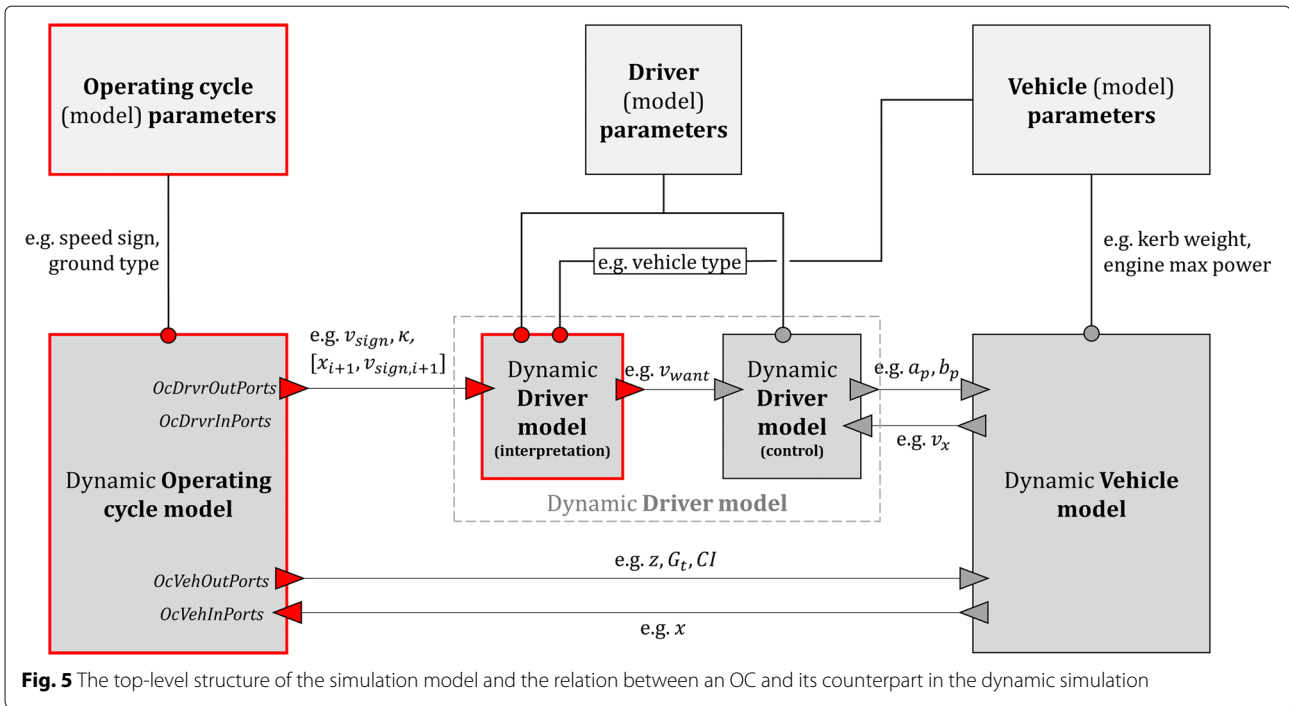 Operating cycle
(model) parameters
Driver
(model)
parameters
Vehicle (model)
parameters
e.g. speed sign,
ground type
e.g. vehicle type
e.g. kerb weight,
engine max power
e.g. v_sign, κ,
[x_{i+1}, v_{sign,i+1}]
OcDrvrOutPorts
OcDrvrInPorts
Dynamic Operating
cycle model
OcVehOutPorts
OcVehInPorts
Dynamic
Driver
model
(interpretation)
e.g. v_want
Dynamic
Driver
model
(control)
Dynamic Driver model
e.g. a_p, b_p
e.g. v_x
Dynamic Vehicle
model
e.g. z, G_t, CI
e.g. x
Fig. 5 The top-level structure of the simulation model and the relation between an OC and its counterpart in the dynamic simulation